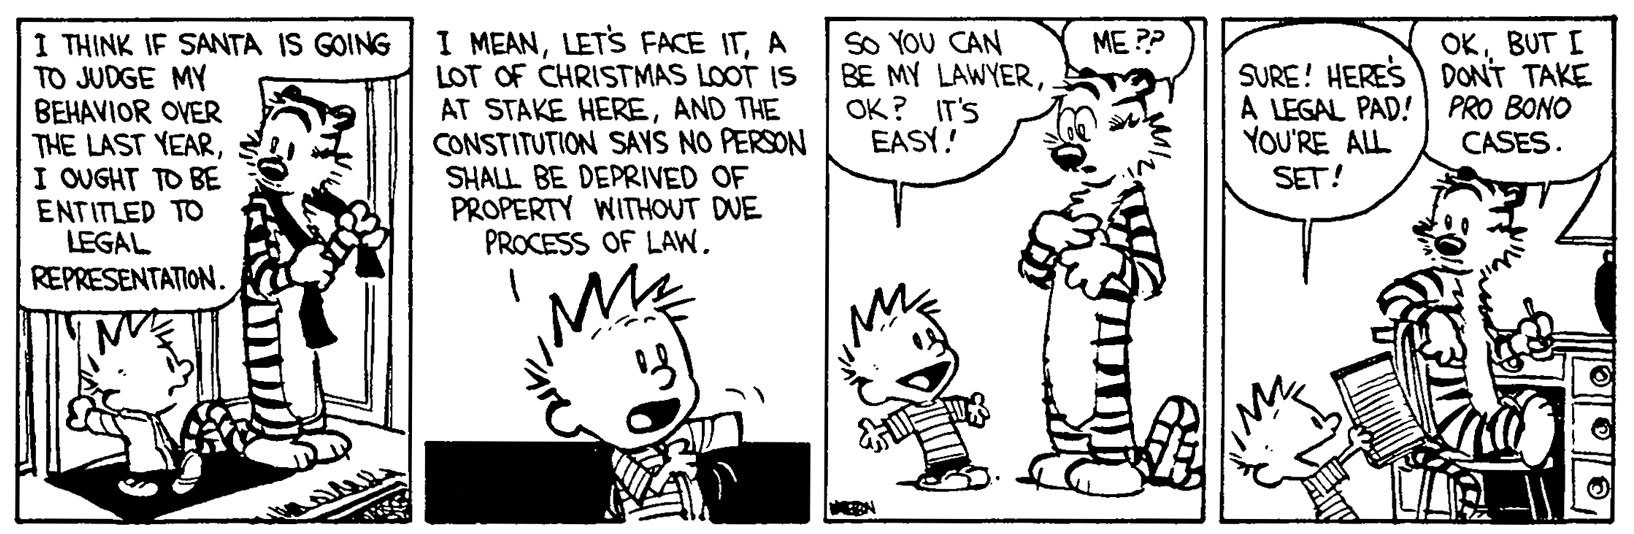 I THINK IF SANTA IS GOING
TO JUDGE MY
BEHAVIOR OVER
THE LAST YEAR,
I OUGHT TO BE
ENTITLED TO
LEGAL
REPRESENTATION.
I MEAN, LET'S FACE IT, A
LOT OF CHRISTMAS LOOT IS
AT STAKE HERE, AND THE
CONSTITUTION SAYS NO PERSON
SHALL BE DEPRIVED OF
PROPERTY WITHOUT DUE
PROCESS OF LAW.
SO YOU CAN
BE MY LAWYER,
OK? IT'S
EASY!
ME??
SURE! HERE'S
A LEGAL PAD!
YOU'RE ALL
SET!
OK, BUT I
DON'T TAKE
PRO BONO
CASES.